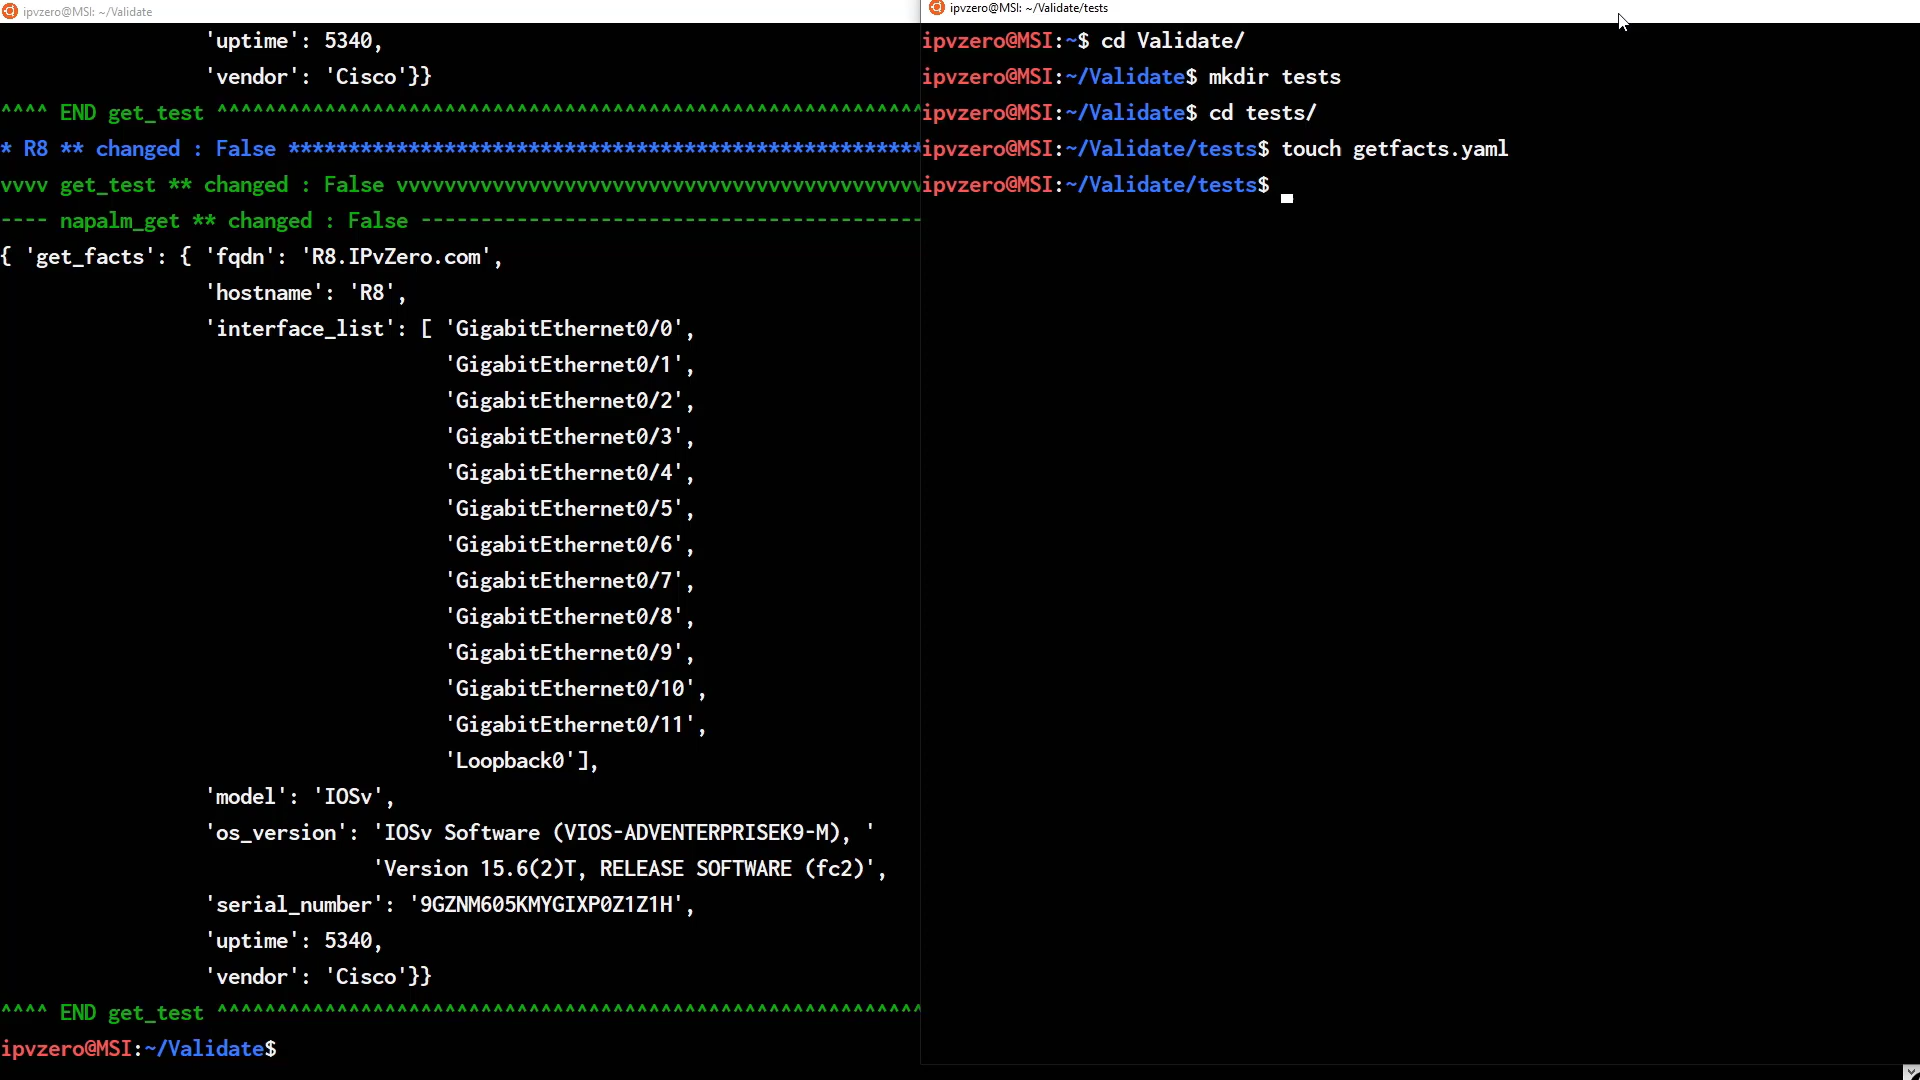 ipvzero@MSI: ~/Validate
'uptime': 5340,
'vendor': 'Cisco'}}
^^^^ END get_test ^^^^^^^^^^^^^^^^^^^^^^^^^^^^^^^^^^^^^^^^^^^^^^^^^^^^^^^^^^^
* R8 ** changed : False *****************************************************
vvvv get_test ** changed : False vvvvvvvvvvvvvvvvvvvvvvvvvvvvvvvvvvvvvvvvvvvv
---- napalm_get ** changed : False ------------------------------------------
{ 'get_facts': { 'fqdn': 'R8.IPvZero.com',
'hostname': 'R8',
'interface_list': [ 'GigabitEthernet0/0',
'GigabitEthernet0/1',
'GigabitEthernet0/2',
'GigabitEthernet0/3',
'GigabitEthernet0/4',
'GigabitEthernet0/5',
'GigabitEthernet0/6',
'GigabitEthernet0/7',
'GigabitEthernet0/8',
'GigabitEthernet0/9',
'GigabitEthernet0/10',
'GigabitEthernet0/11',
'Loopback0'],
'model': 'IOSv',
'os_version': 'IOSv Software (VIOS-ADVENTERPRISEK9-M), '
'Version 15.6(2)T, RELEASE SOFTWARE (fc2)',
'serial_number': '9GZNM605KMYGIXP0Z1Z1H',
'uptime': 5340,
'vendor': 'Cisco'}}
^^^^ END get_test ^^^^^^^^^^^^^^^^^^^^^^^^^^^^^^^^^^^^^^^^^^^^^^^^^^^^^^^^^^^
ipvzero@MSI:~/Validate$
ipvzero@MSI: ~/Validate/tests
ipvzero@MSI:~$ cd Validate/
ipvzero@MSI:~/Validate$ mkdir tests
ipvzero@MSI:~/Validate$ cd tests/
ipvzero@MSI:~/Validate/tests$ touch getfacts.yaml
ipvzero@MSI:~/Validate/tests$